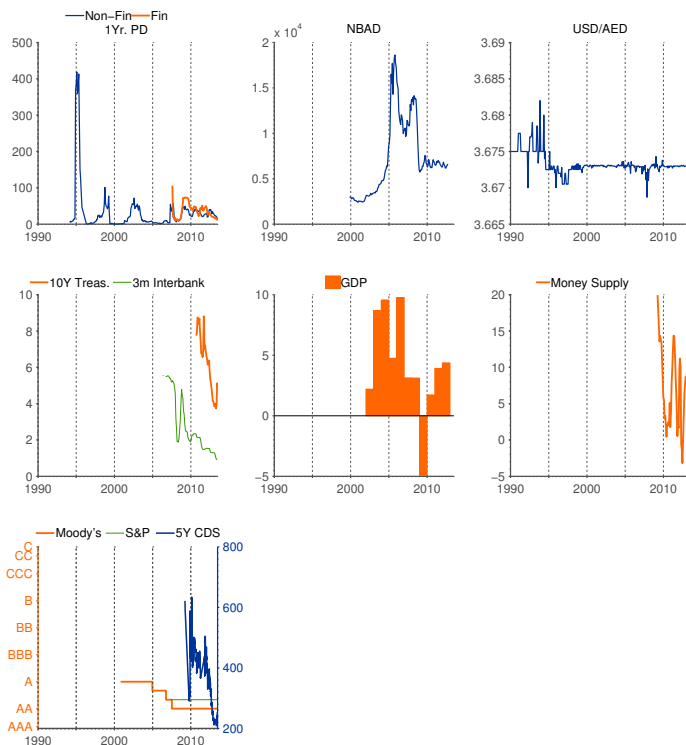 Non−Fin Fin
1Yr. PD
500
400
300
200
100
0
1990 2000 2010
NBAD
2 x 10⁴
1.5
1
0.5
0
1990 2000 2010
USD/AED
3.69
3.685
3.68
3.675
3.67
3.665
1990 2000 2010
10Y Treas. 3m Interbank
10
8
6
4
2
0
1990 2000 2010
GDP
10
5
0
−5
1990 2000 2010
Money Supply
20
15
10
5
0
−5
1990 2000 2010
Moody's S&P 5Y CDS
C
CC
CCC
B
BB
BBB
A
AA
AAA
800
600
400
200
1990 2000 2010